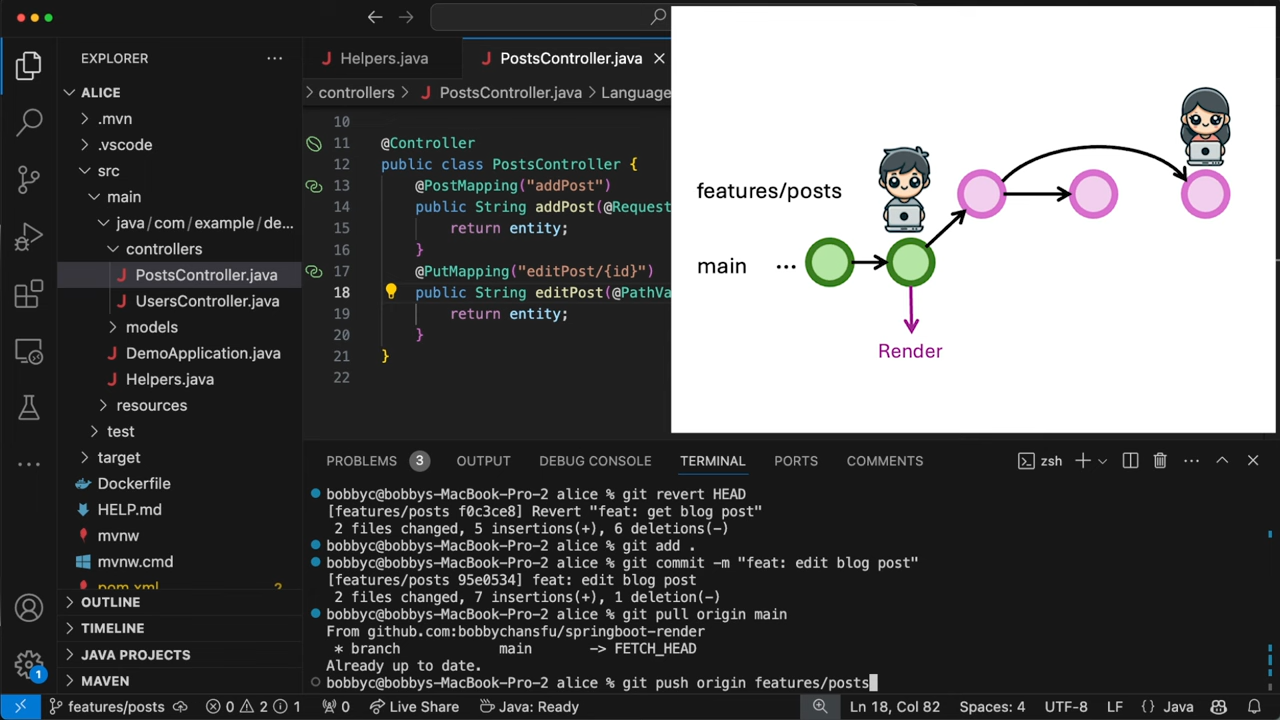 EXPLORER
ALICE
.mvn
.vscode
src
main
java/com/example/de...
controllers
PostsController.java
UsersController.java
models
DemoApplication.java
Helpers.java
resources
test
target
Dockerfile
HELP.md
mvnw
mvnw.cmd
pom.xml 2
OUTLINE
TIMELINE
JAVA PROJECTS
MAVEN
Helpers.java
PostsController.java
controllers > PostsController.java > Language
10
11 @Controller
12 public class PostsController {
13 @PostMapping("addPost")
14 public String addPost(@Request
15 return entity;
16 }
17 @PutMapping("editPost/{id}")
18 public String editPost(@PathVa
19 return entity;
20 }
21 }
22
features/posts
main ...
Render
PROBLEMS 3 OUTPUT DEBUG CONSOLE TERMINAL PORTS COMMENTS zsh
bobbyc@bobbys-MacBook-Pro-2 alice % git revert HEAD
[features/posts f0c3ce8] Revert "feat: get blog post"
2 files changed, 5 insertions(+), 6 deletions(-)
bobbyc@bobbys-MacBook-Pro-2 alice % git add .
bobbyc@bobbys-MacBook-Pro-2 alice % git commit -m "feat: edit blog post"
[features/posts 95e0534] feat: edit blog post
2 files changed, 7 insertions(+), 1 deletion(-)
bobbyc@bobbys-MacBook-Pro-2 alice % git pull origin main
From github.com:bobbychansfu/springboot-render
* branch main -> FETCH_HEAD
Already up to date.
bobbyc@bobbys-MacBook-Pro-2 alice % git push origin features/posts
1
features/posts 0 2 1 0 Live Share Java: Ready Ln 18, Col 82 Spaces: 4 UTF-8 LF {} Java